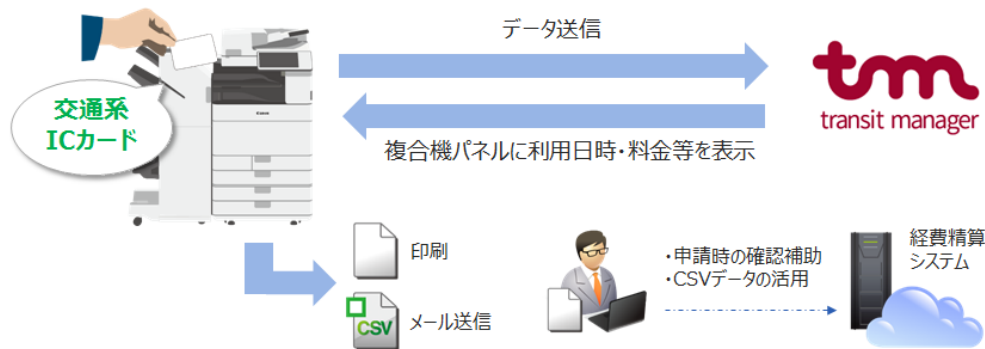 データ送信
交通系
ICカード
Canon
tm
transit manager
複合機パネルに利用日時・料金等を表示
印刷
CSV
メール送信
・申請時の確認補助
・CSVデータの活用
経費精算
システム